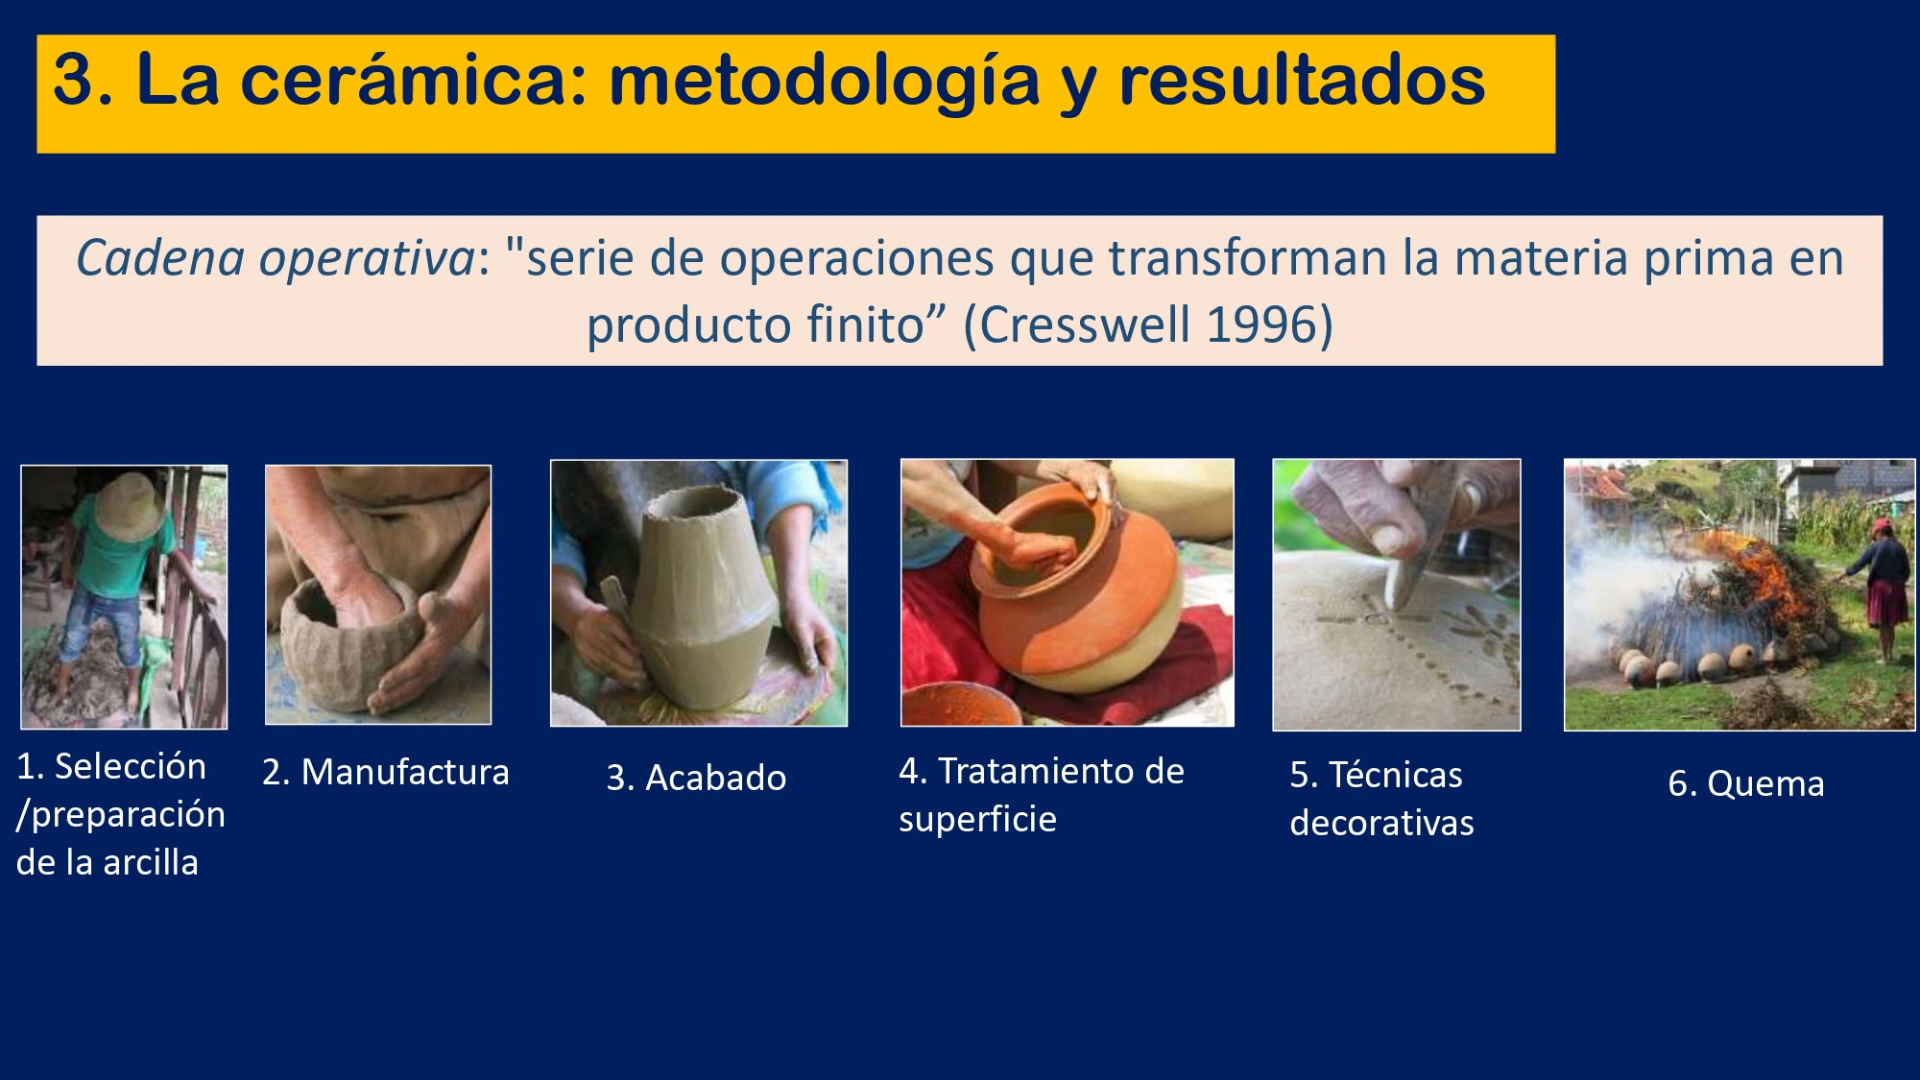 3. La cerámica: metodología y resultados
Cadena operativa: "serie de operaciones que transforman la materia prima en
producto finito” (Cresswell 1996)
1. Selección
/preparación
de la arcilla
2. Manufactura
3. Acabado
4. Tratamiento de
superficie
5. Técnicas
decorativas
6. Quema